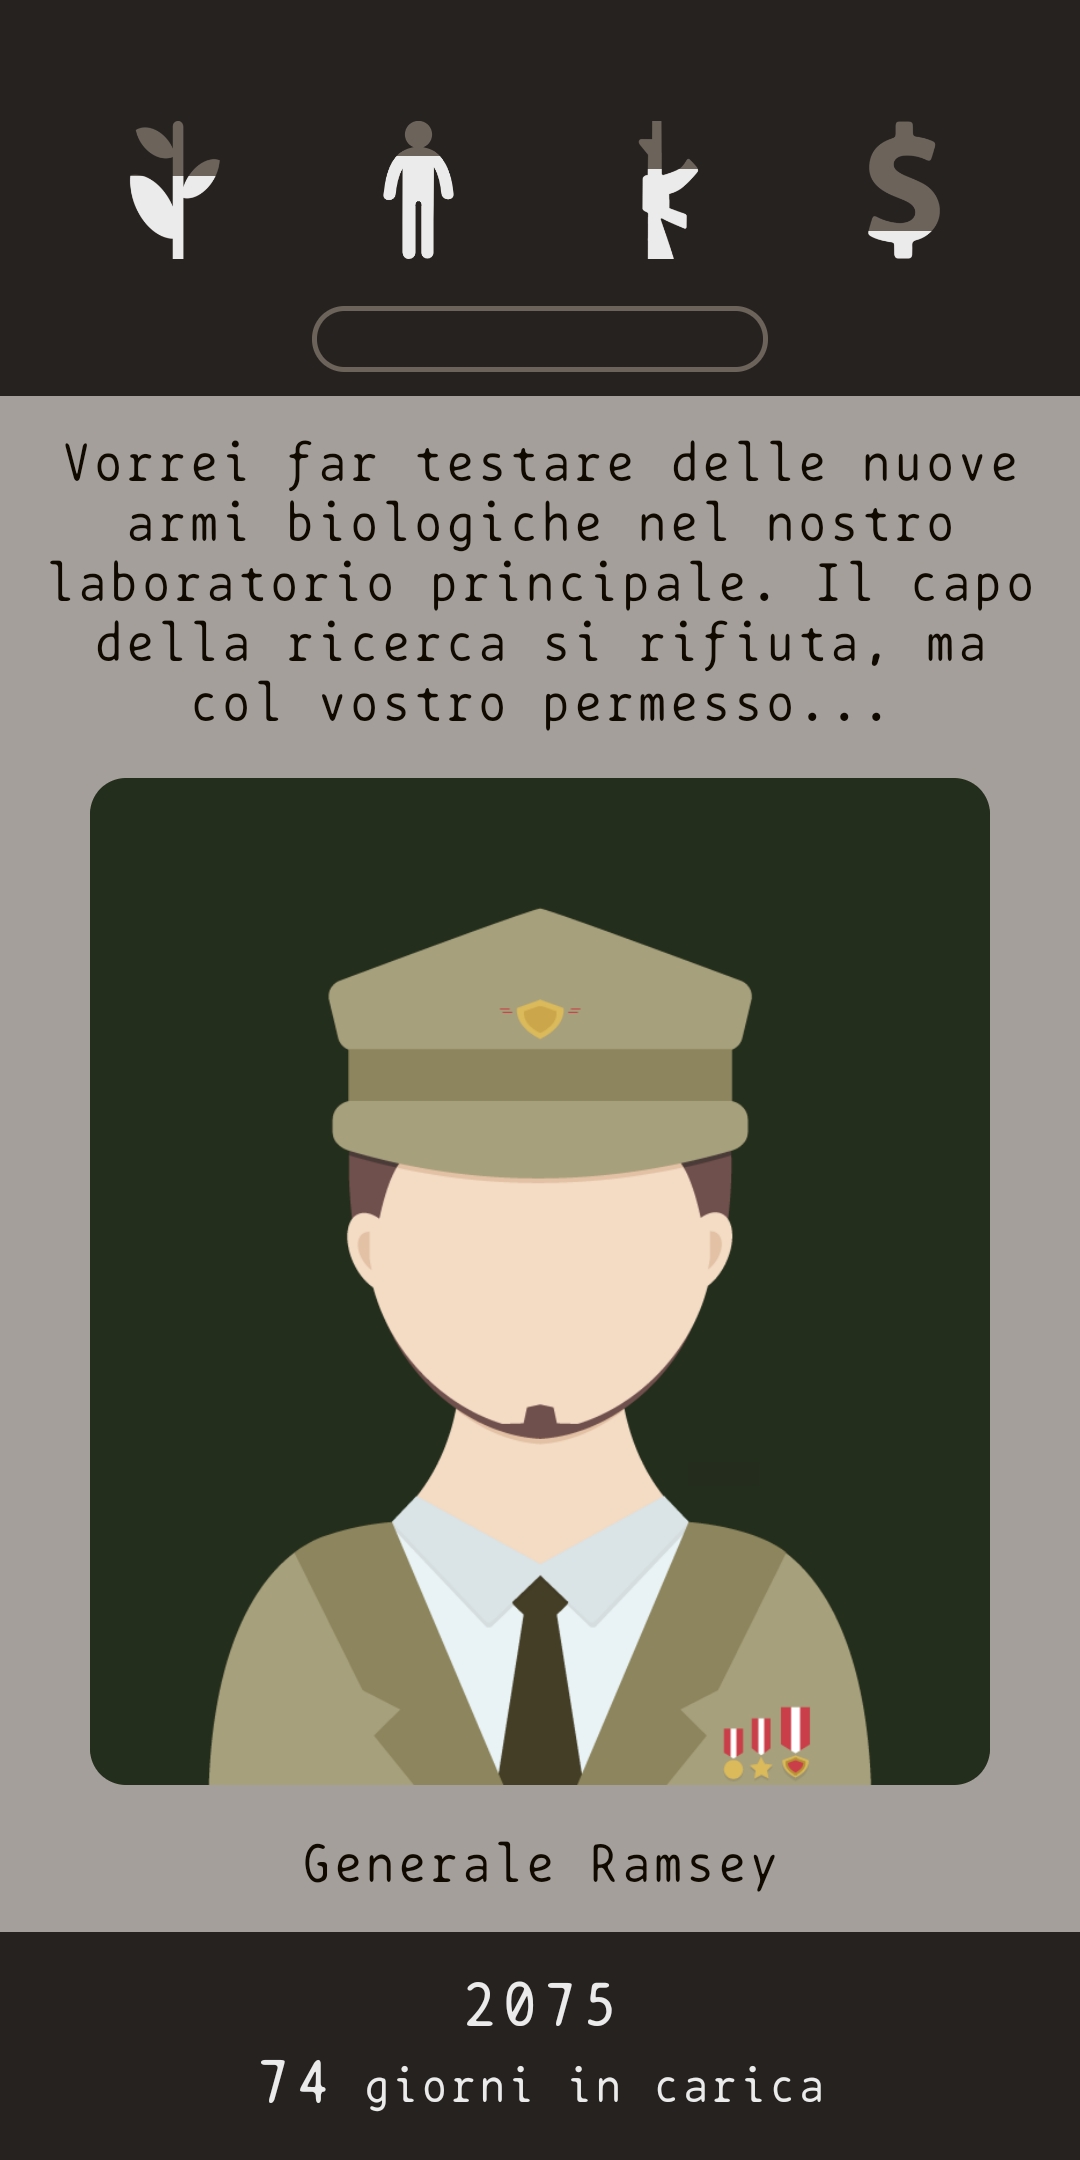 Vorrei far testare delle nuove
armi biologiche nel nostro
laboratorio principale. Il capo
della ricerca si rifiuta, ma
col vostro permesso...
Generale Ramsey
2075
74 giorni in carica